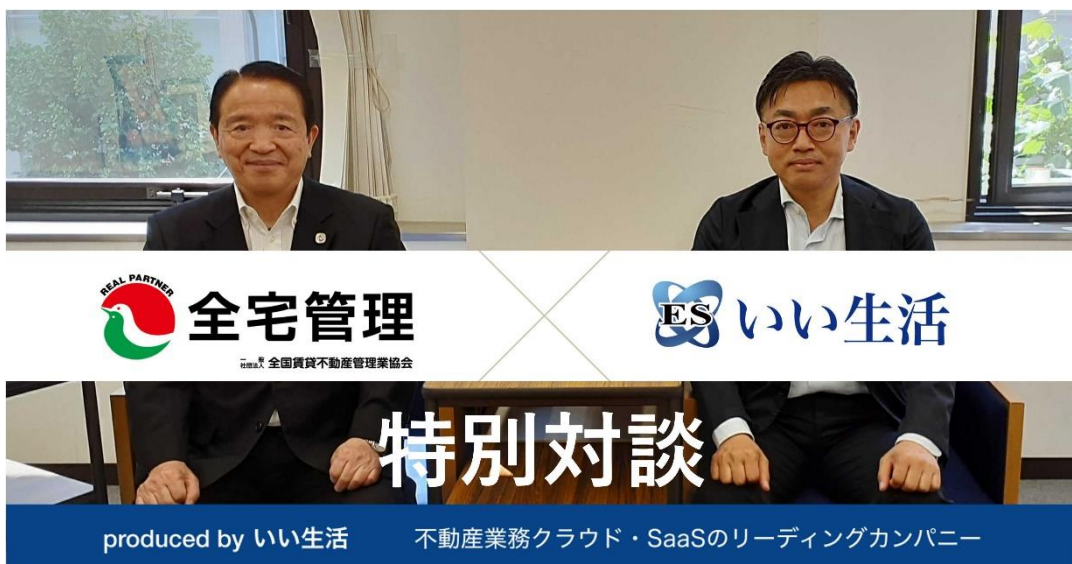 REAL PARTNER
全宅管理
一般社団法人 全国賃貸不動産管理業協会
ES いい生活
特別対談
produced by いい生活 不動産業務クラウド・SaaSのリーディングカンパニー